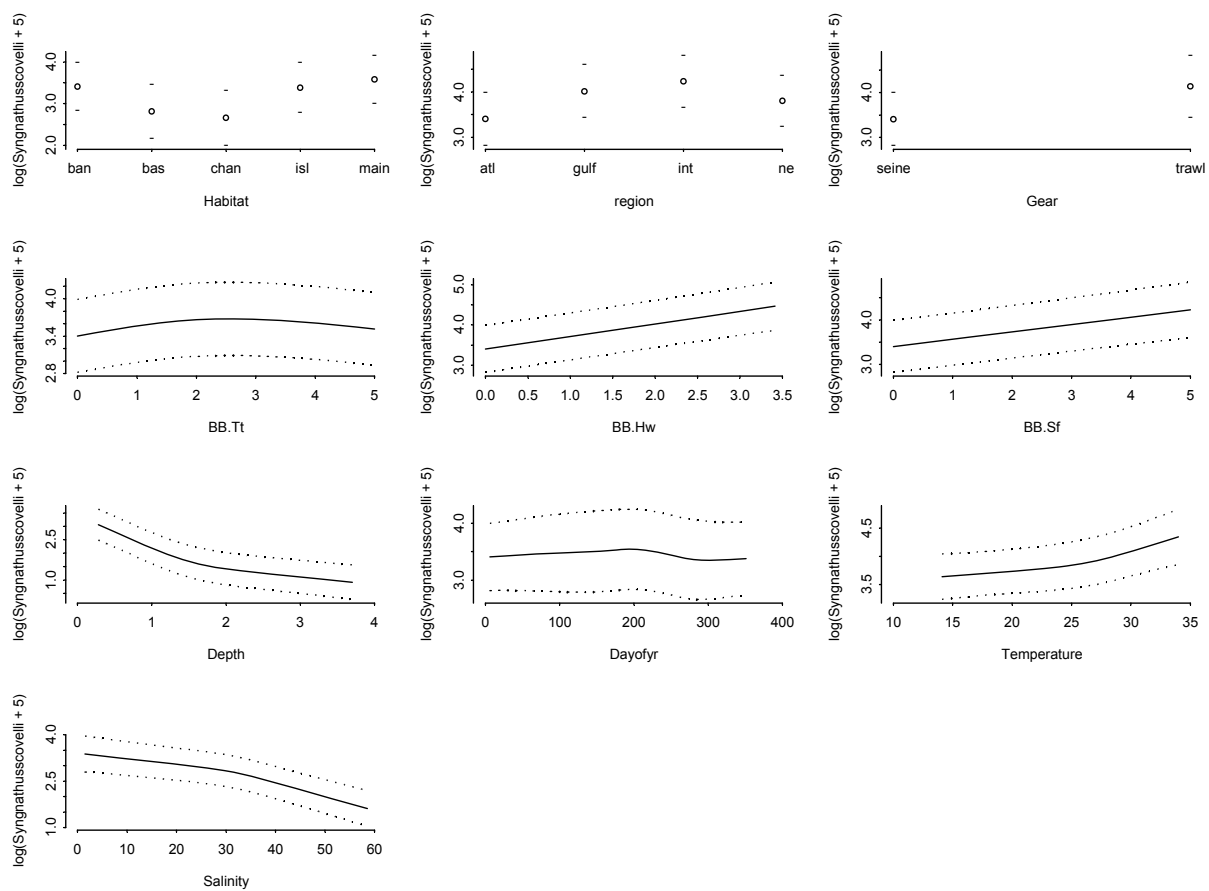 log(Syngnathusscovelli + 5)
4.0
3.0
2.0
ban bas chan isl main
Habitat
log(Syngnathusscovelli + 5)
4.0
3.0
atl gulf int ne
region
log(Syngnathusscovelli + 5)
4.0
3.0
seine trawl
Gear
log(Syngnathusscovelli + 5)
4.0
3.4
2.8
0 1 2 3 4 5
BB.Tt
log(Syngnathusscovelli + 5)
5.0
4.0
3.0
0.0 0.5 1.0 1.5 2.0 2.5 3.0 3.5
BB.Hw
log(Syngnathusscovelli + 5)
4.0
3.0
0 1 2 3 4 5
BB.Sf
log(Syngnathusscovelli + 5)
2.5
1.0
0 1 2 3 4
Depth
log(Syngnathusscovelli + 5)
4.0
3.0
0 100 200 300 400
Dayofyr
log(Syngnathusscovelli + 5)
4.5
3.5
10 15 20 25 30 35
Temperature
log(Syngnathusscovelli + 5)
4.0
2.5
1.0
0 10 20 30 40 50 60
Salinity